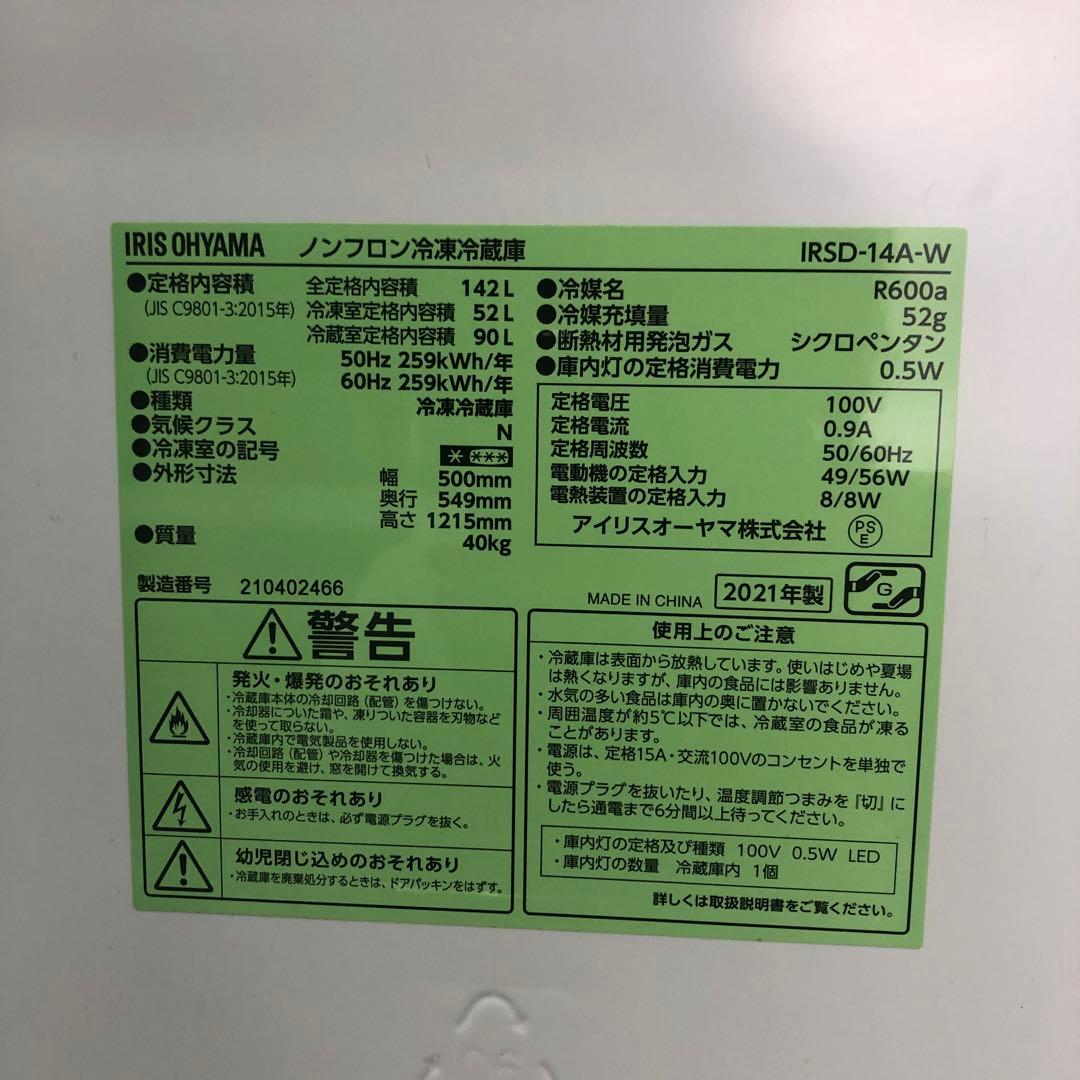 IRIS OHYAMA ノンフロン冷凍冷蔵庫 IRSD-14A-W
●定格内容積 全定格内容積 142L
(JIS C9801-3:2015年) 冷凍室定格内容積 52L
冷蔵室定格内容積 90L
●消費電力量 50Hz 259kWh/年
(JIS C9801-3:2015年) 60Hz 259kWh/年
●種類 冷凍冷蔵庫
●気候クラス N
●冷凍室の記号 * ***
●外形寸法 幅 500mm
奥行 549mm
高さ 1215mm
●質量 40kg
●冷媒名 R600a
●冷媒充填量 52g
●断熱材用発泡ガス シクロペンタン
●庫内灯の定格消費電力 0.5W
定格電圧 100V
定格電流 0.9A
定格周波数 50/60Hz
電動機の定格入力 49/56W
電熱装置の定格入力 8/8W
アイリスオーヤマ株式会社 PSE
製造番号 210402466
MADE IN CHINA 2021年製 G
警告
発火・爆発のおそれあり
・冷蔵庫本体の冷却回路(配管)を傷つけない。
・冷却器についた霜や、凍りついた容器を刃物など
を使って取らない。
・冷蔵庫内で電気製品を使用しない。
・冷却回路(配管)や冷却器を傷つけた場合は、火
気の使用を避け、窓を開けて換気する。
感電のおそれあり
・お手入れのときは、必ず電源プラグを抜く。
幼児閉じ込めのおそれあり
・冷蔵庫を廃棄処分するときは、ドアパッキンをはずす。
使用上のご注意
・冷蔵庫は表面から放熱しています。使いはじめや夏場
は熱くなりますが、庫内の食品には影響ありません。
・水気の多い食品は庫内の奥に置かないでください。
・周囲温度が約5℃以下では、冷蔵室の食品が凍る
ことがあります。
・電源は、定格15A・交流100Vのコンセントを単独で
使う。
・電源プラグを抜いたり、温度調節つまみを『切』に
したら通電まで6分間以上待ってください。
・庫内灯の定格及び種類 100V 0.5W LED
・庫内灯の数量 冷蔵庫内 1個
詳しくは取扱説明書をご覧ください。